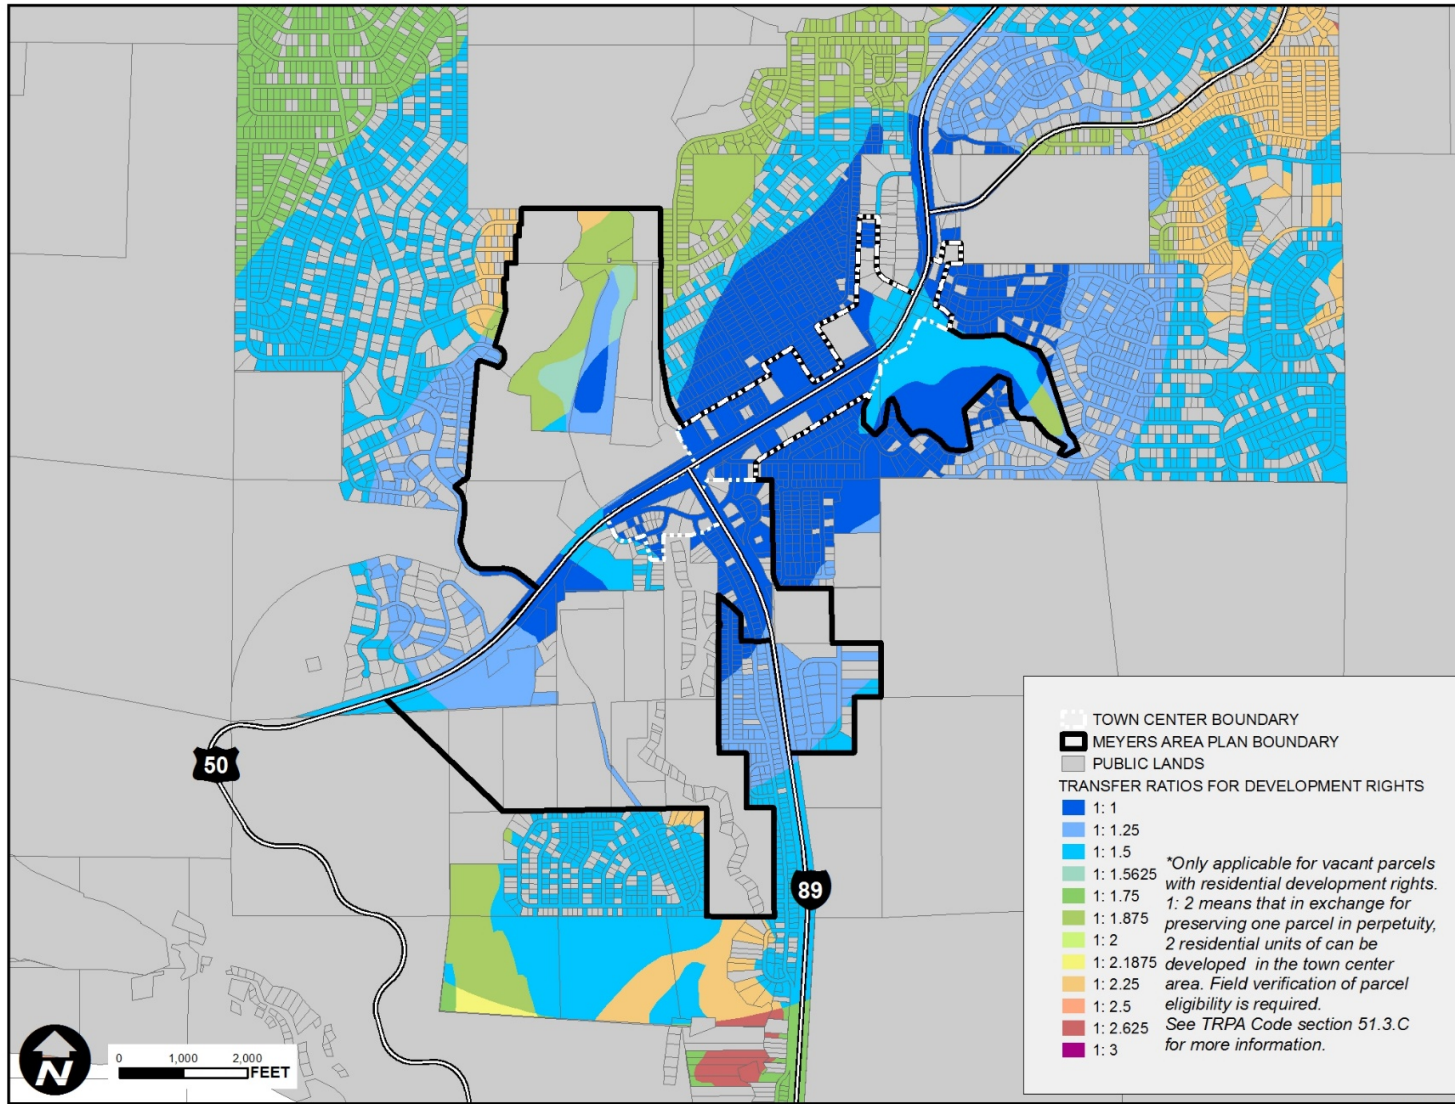 50
89
TOWN CENTER BOUNDARY
MEYERS AREA PLAN BOUNDARY
PUBLIC LANDS
TRANSFER RATIOS FOR DEVELOPMENT RIGHTS
1: 1
1: 1.25
1: 1.5
1: 1.5625
1: 1.75
1: 1.875
1: 2
1: 2.1875
1: 2.25
1: 2.5
1: 2.625
1: 3
*Only applicable for vacant parcels
with residential development rights.
1: 2 means that in exchange for
preserving one parcel in perpetuity,
2 residential units of can be
developed in the town center
area. Field verification of parcel
eligibility is required.
See TRPA Code section 51.3.C
for more information.
N
0 1,000 2,000
FEET